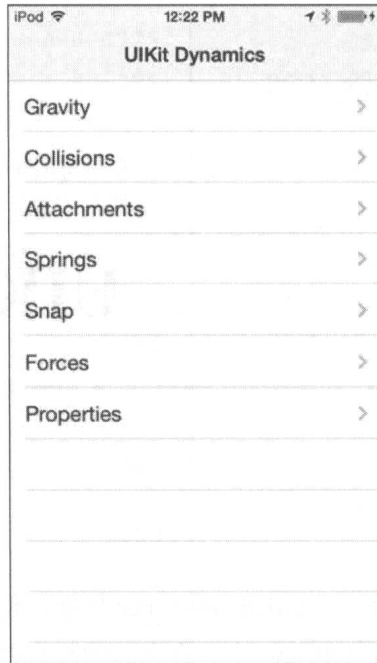 iPod 12:22 PM
UIKit Dynamics
Gravity
Collisions
Attachments
Springs
Snap
Forces
Properties